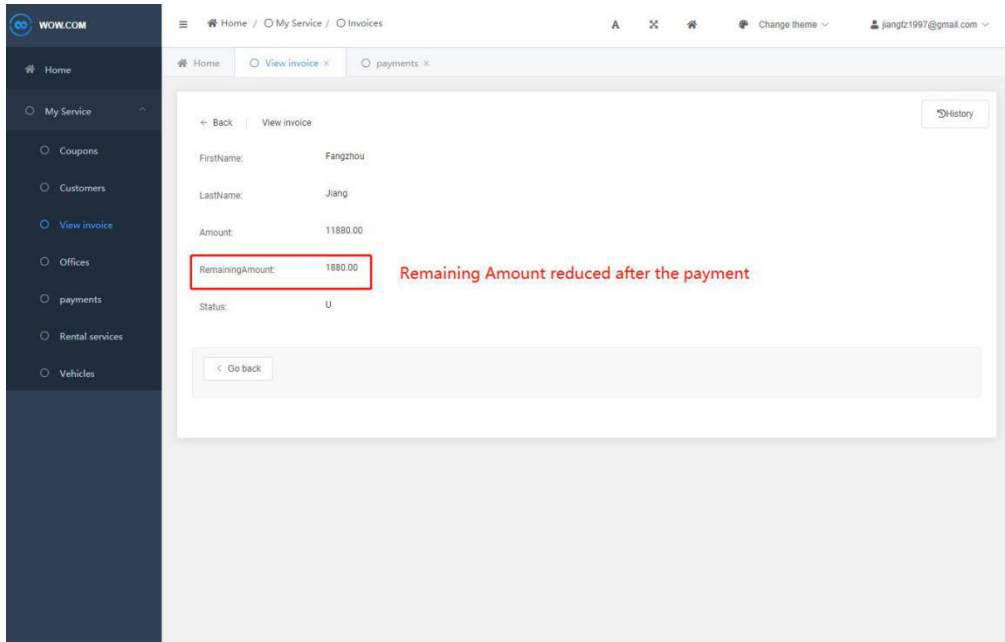 WOW.COM
Home / My Service / Invoices
A
Change theme
jiangfz1997@gmail.com
Home
View invoice ×
payments ×
Home
My Service
Coupons
Customers
View invoice
Offices
payments
Rental services
Vehicles
← Back | View invoice
History
FirstName: Fangzhou
LastName: Jiang
Amount: 11880.00
RemainingAmount: 1880.00
Remaining Amount reduced after the payment
Status: U
< Go back